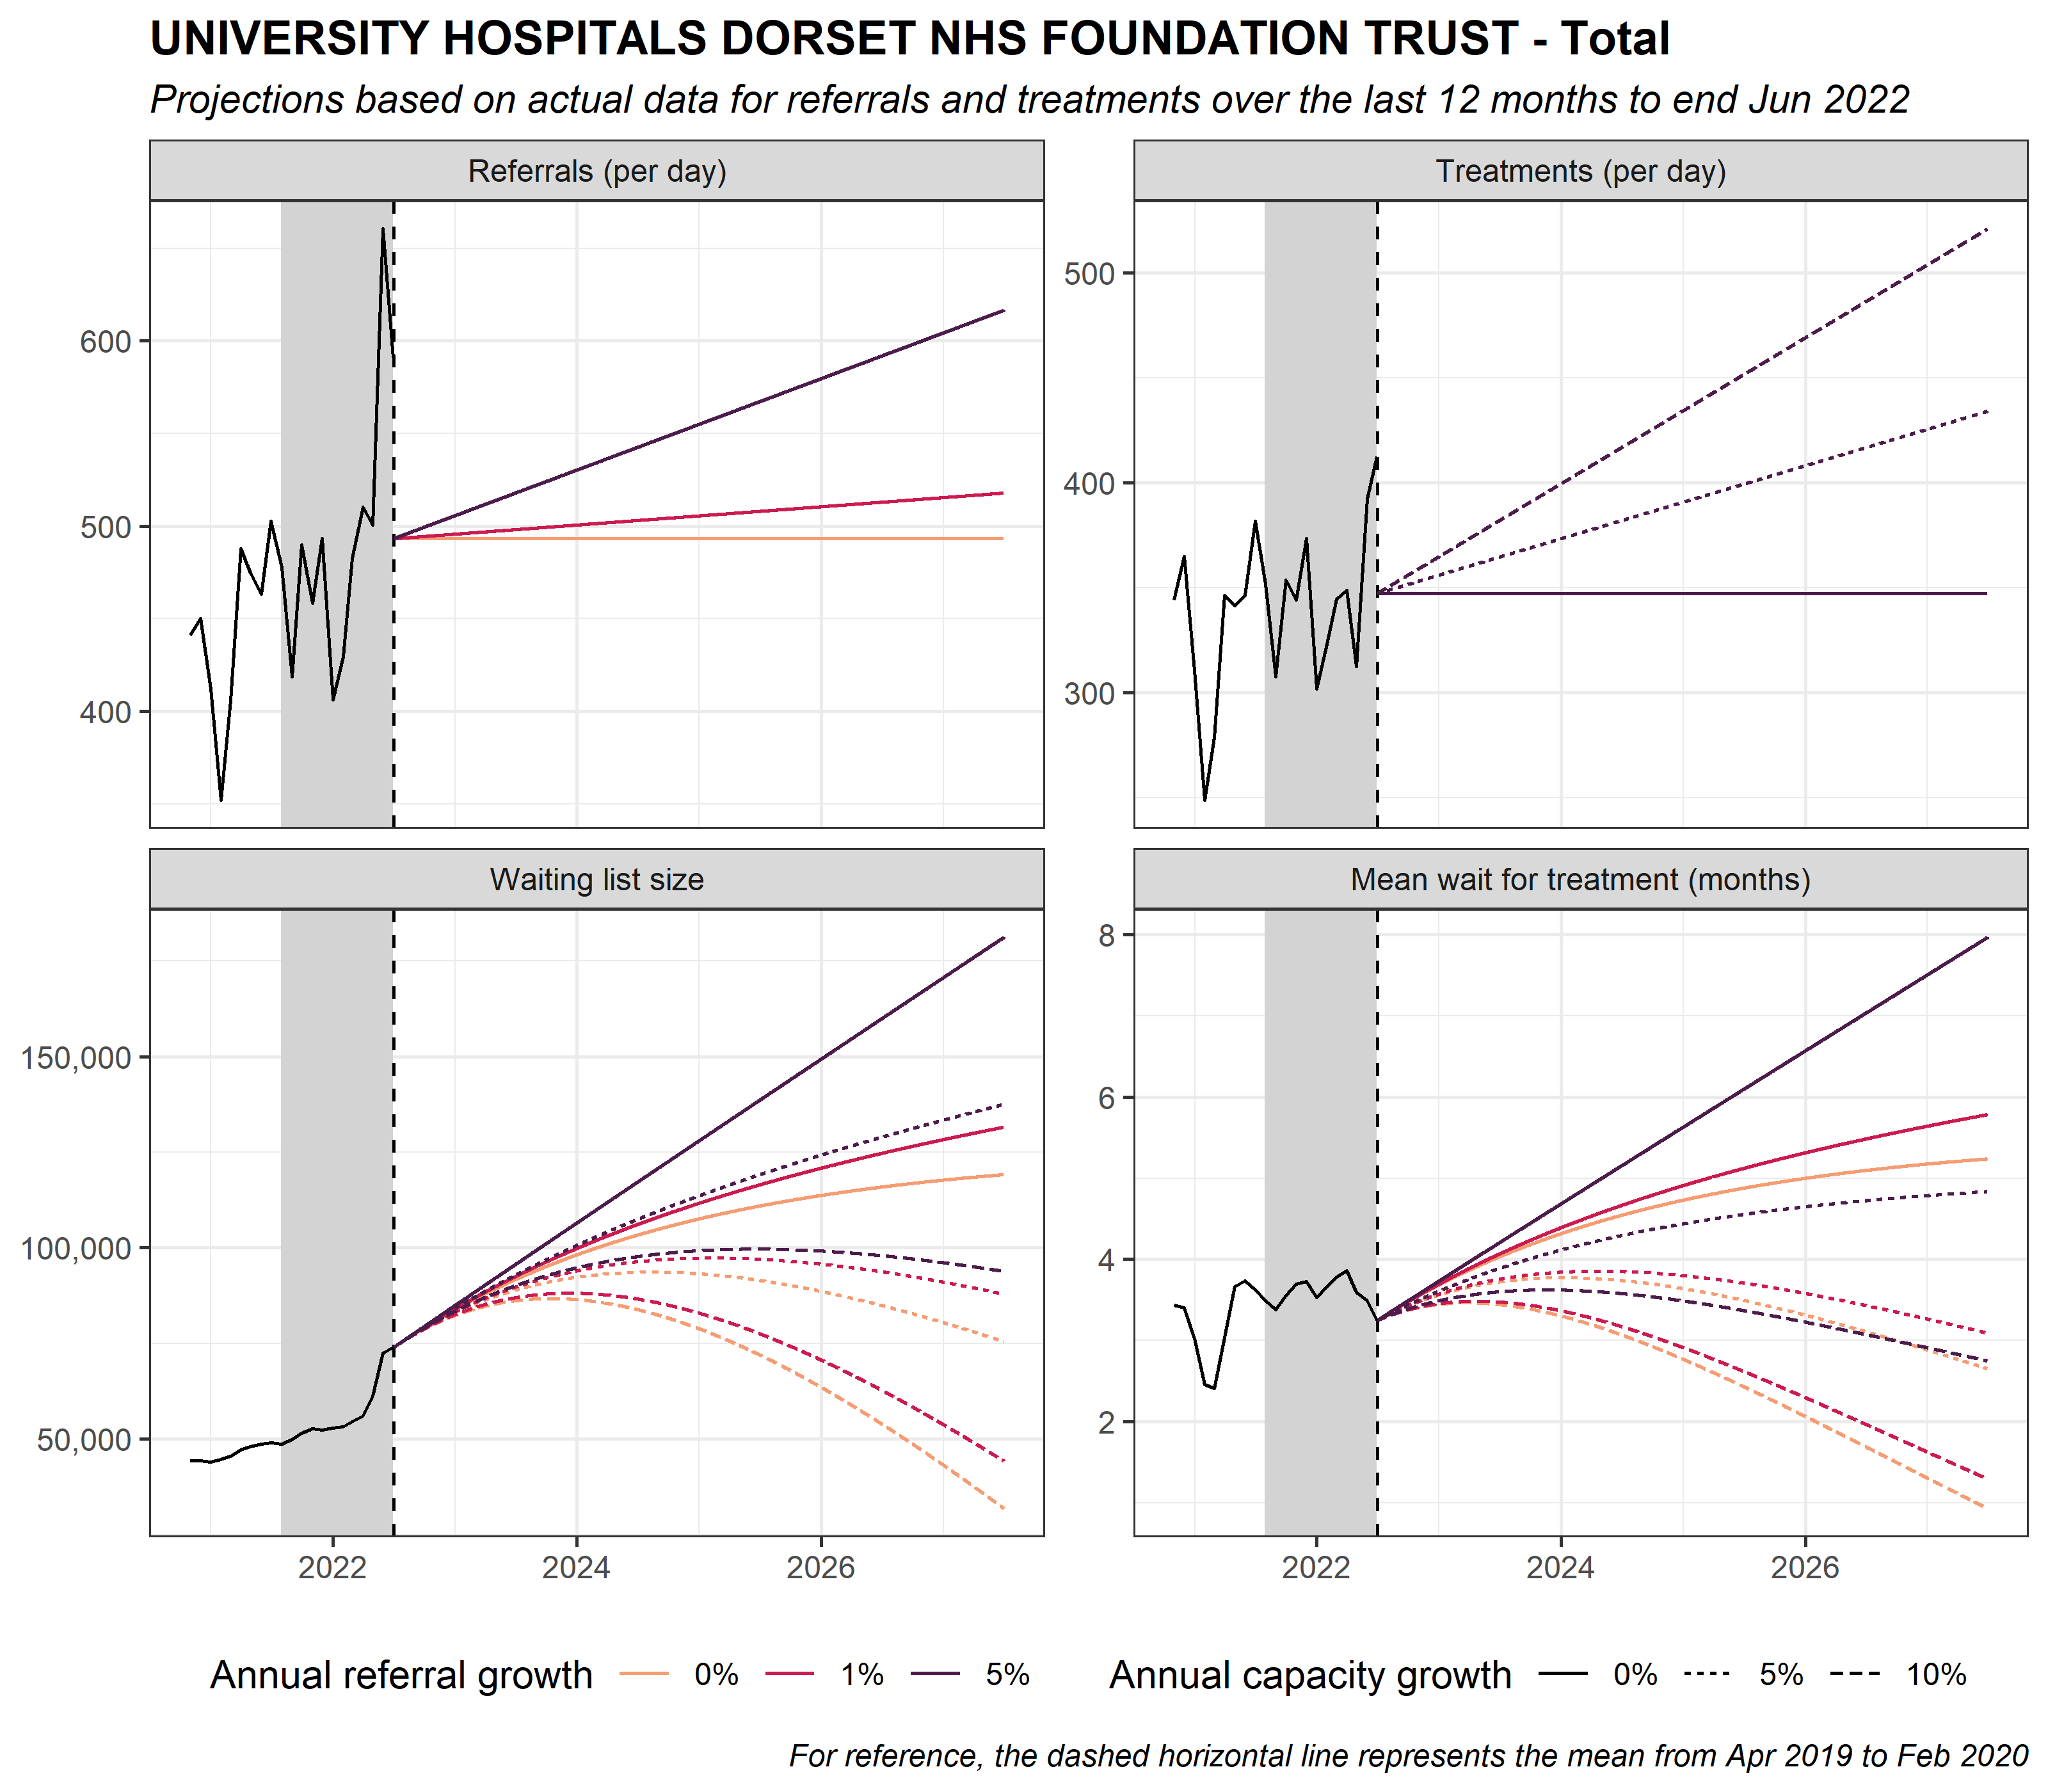 UNIVERSITY HOSPITALS DORSET NHS FOUNDATION TRUST - Total
Projections based on actual data for referrals and treatments over the last 12 months to end Jun 2022
Referrals (per day)
600
500
400
Treatments (per day)
500
400
300
Waiting list size
150,000
100,000
50,000
2022 2024 2026
Mean wait for treatment (months)
8
6
4
2
2022 2024 2026
Annual referral growth 0% 1% 5%
Annual capacity growth 0% 5% 10%
For reference, the dashed horizontal line represents the mean from Apr 2019 to Feb 2020